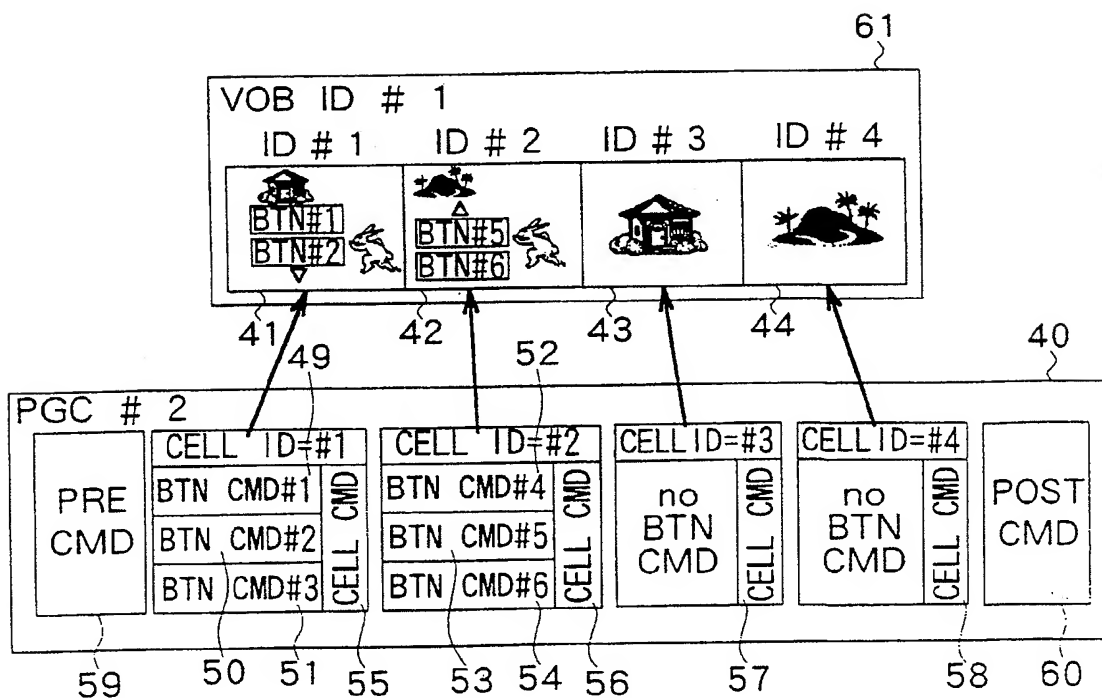 61
VOB ID # 1
ID # 1 ID # 2 ID # 3 ID # 4
BTN#1
BTN#2
BTN#5
BTN#6
41 42 43 44
49 52 40
PGC # 2
PRE CMD
CELL ID=#1
BTN CMD#1
BTN CMD#2
BTN CMD#3
CELL CMD
CELL ID=#2
BTN CMD#4
BTN CMD#5
BTN CMD#6
CELL CMD
CELL ID=#3
no
BTN
CMD
CELL CMD
CELL ID=#4
no
BTN
CMD
CELL CMD
POST
CMD
59 50 51 55 53 54 56 57 58 60